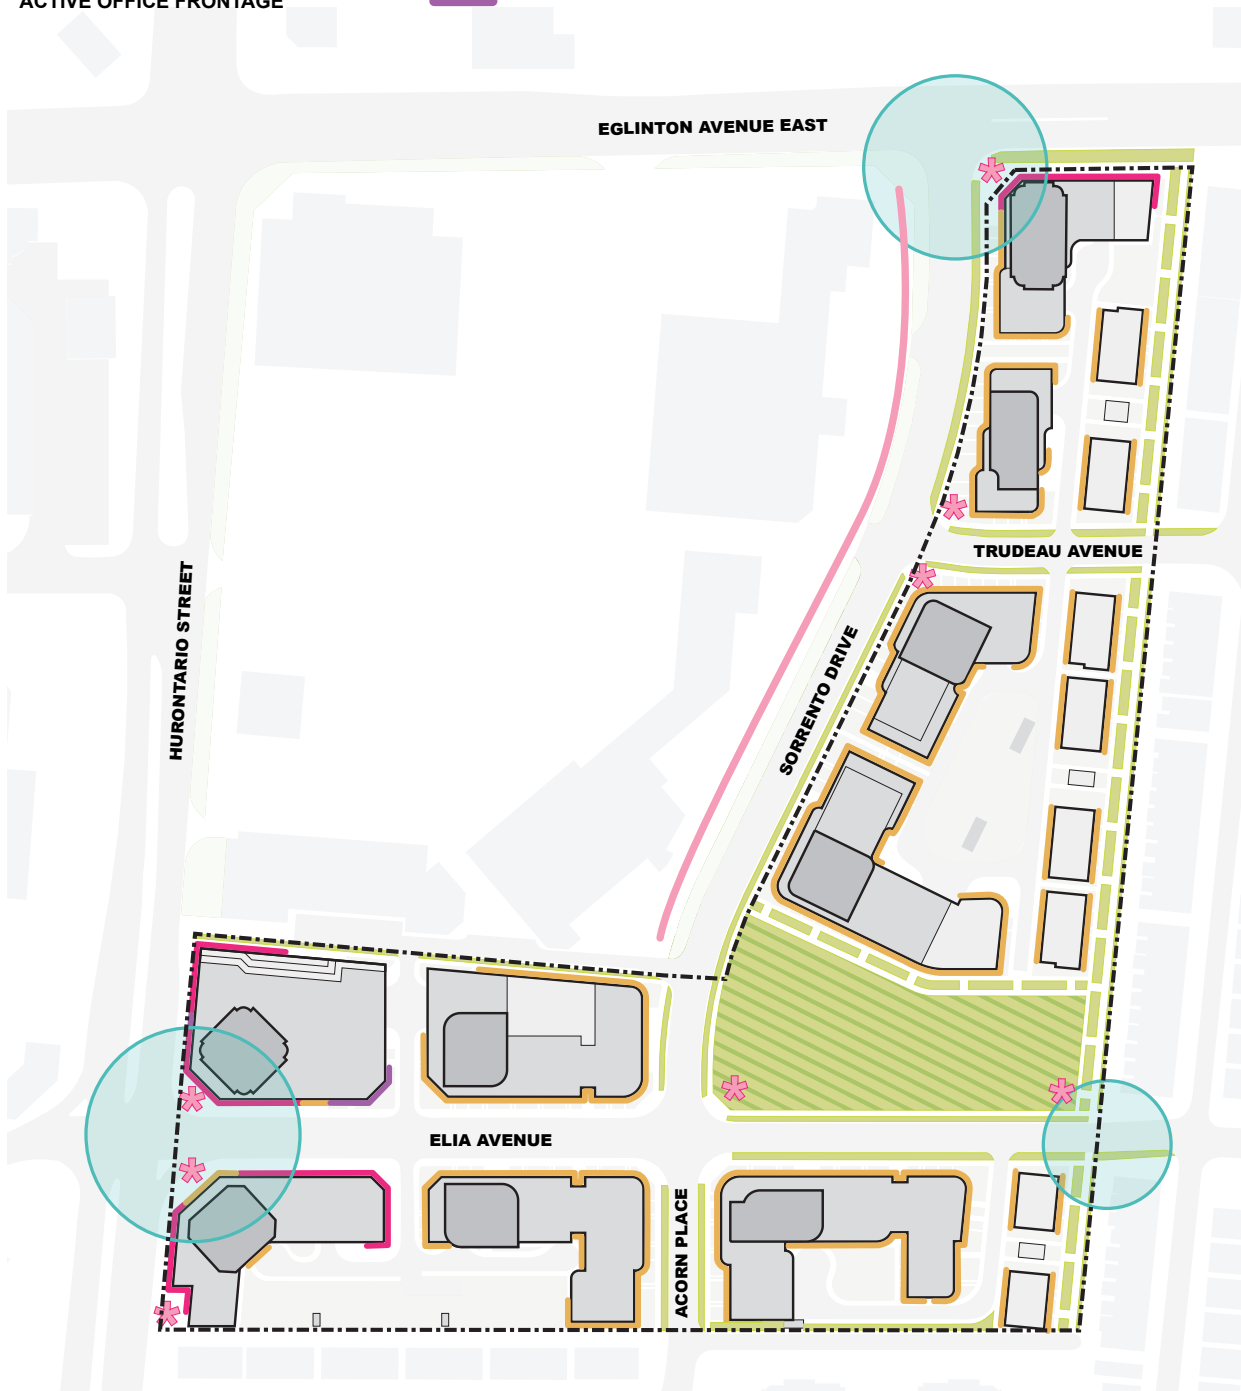 ACTIVE OFFICE FRONTAGE
EGLINTON AVENUE EAST
TRUDEAU AVENUE
HURONTARIO STREET
SORRENTO DRIVE
ELIA AVENUE
ACORN PLACE